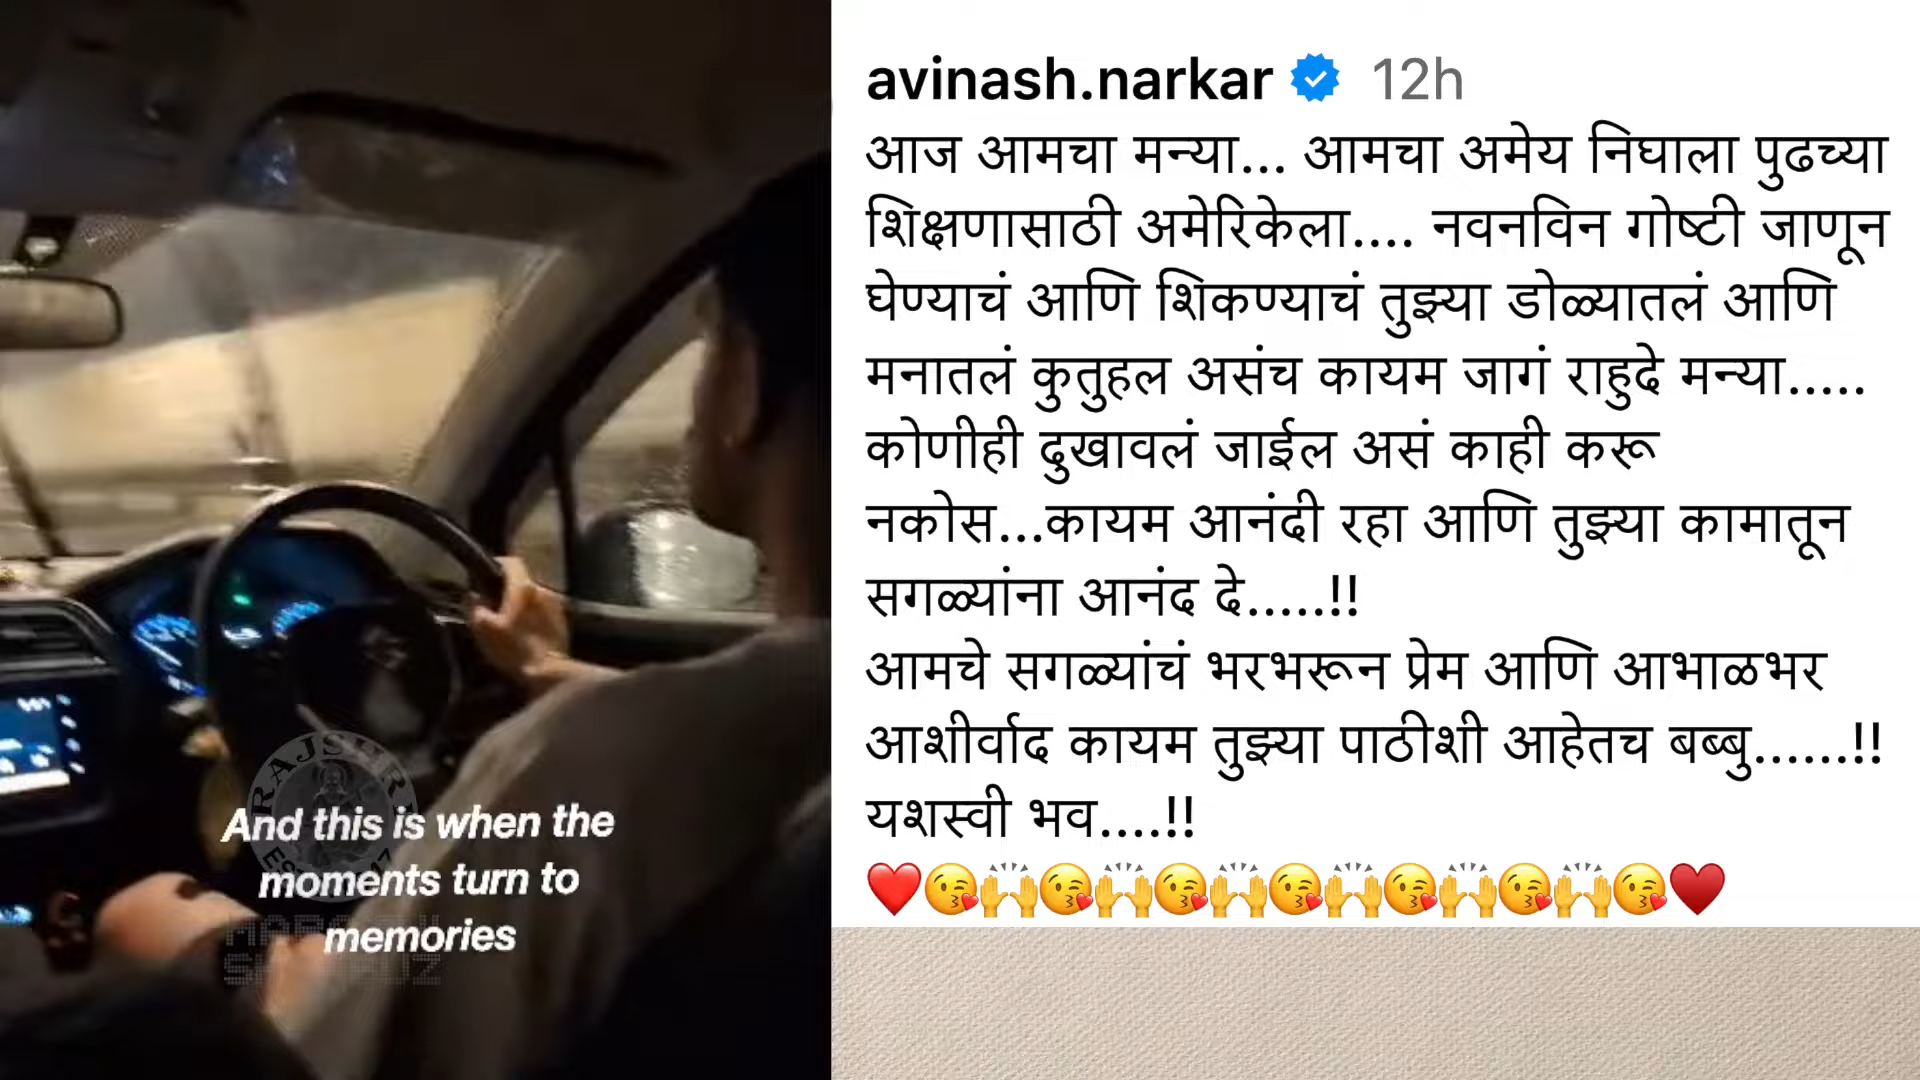 avinash.narkar 12h
आज आमचा मन्या... आमचा अमेय निघाला पुढच्या
शिक्षणासाठी अमेरिकेला.... नवनविन गोष्टी जाणून
घेण्याचं आणि शिकण्याचं तुझ्या डोळ्यातलं आणि
मनातलं कुतुहल असंच कायम जागं राहुदे मन्या.....
कोणीही दुखावलं जाईल असं काही करू
नकोस...कायम आनंदी रहा आणि तुझ्या कामातून
सगळ्यांना आनंद दे.....!!
आमचे सगळ्यांचं भरभरून प्रेम आणि आभाळभर
आशीर्वाद कायम तुझ्या पाठीशी आहेतच बब्बु......!!
यशस्वी भव....!!
❤️😘🙌😘🙌😘🙌😘🙌😘🙌😘🙌😘♥️
RAJSHRI
And this is when the
moments turn to
memories